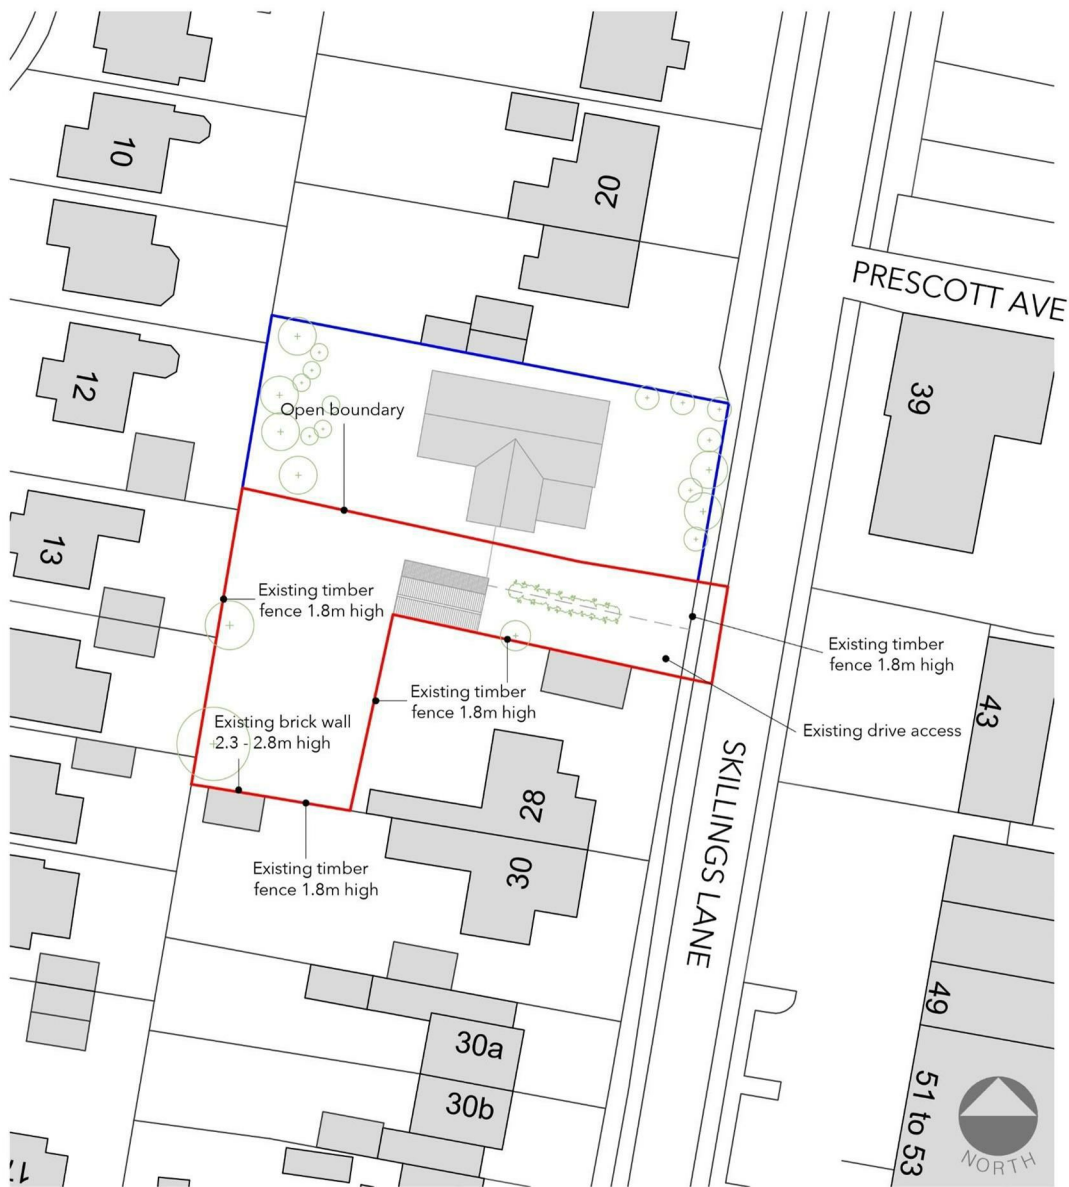 10
20
PRESCOTT AVE
12
39
Open boundary
13
Existing timber
fence 1.8m high
Existing timber
fence 1.8m high
Existing timber
fence 1.8m high
43
Existing brick wall
2.3 - 2.8m high
Existing drive access
SKILLINGS LANE
28
30
Existing timber
fence 1.8m high
49
30a
30b
51 to 53
17
NORTH